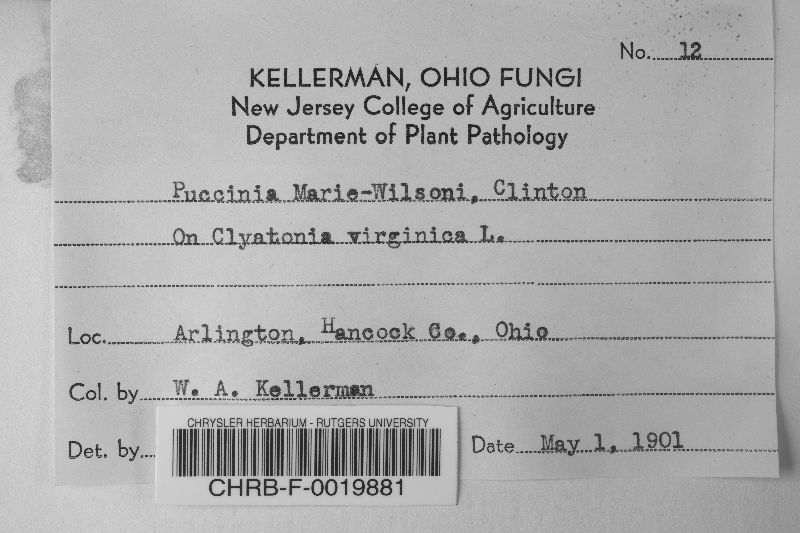 No. 12
KELLERMAN, OHIO FUNGI
New Jersey College of Agriculture
Department of Plant Pathology
Puccinia Marie-Wilsoni, Clinton
On Clyatonia virginica L.
Loc. Arlington, Hancock Co., Ohio
Col. by W. A. Kellerman
Det. by
Date May 1, 1901
CHRYSLER HERBARIUM - RUTGERS UNIVERSITY
CHRB-F-0019881